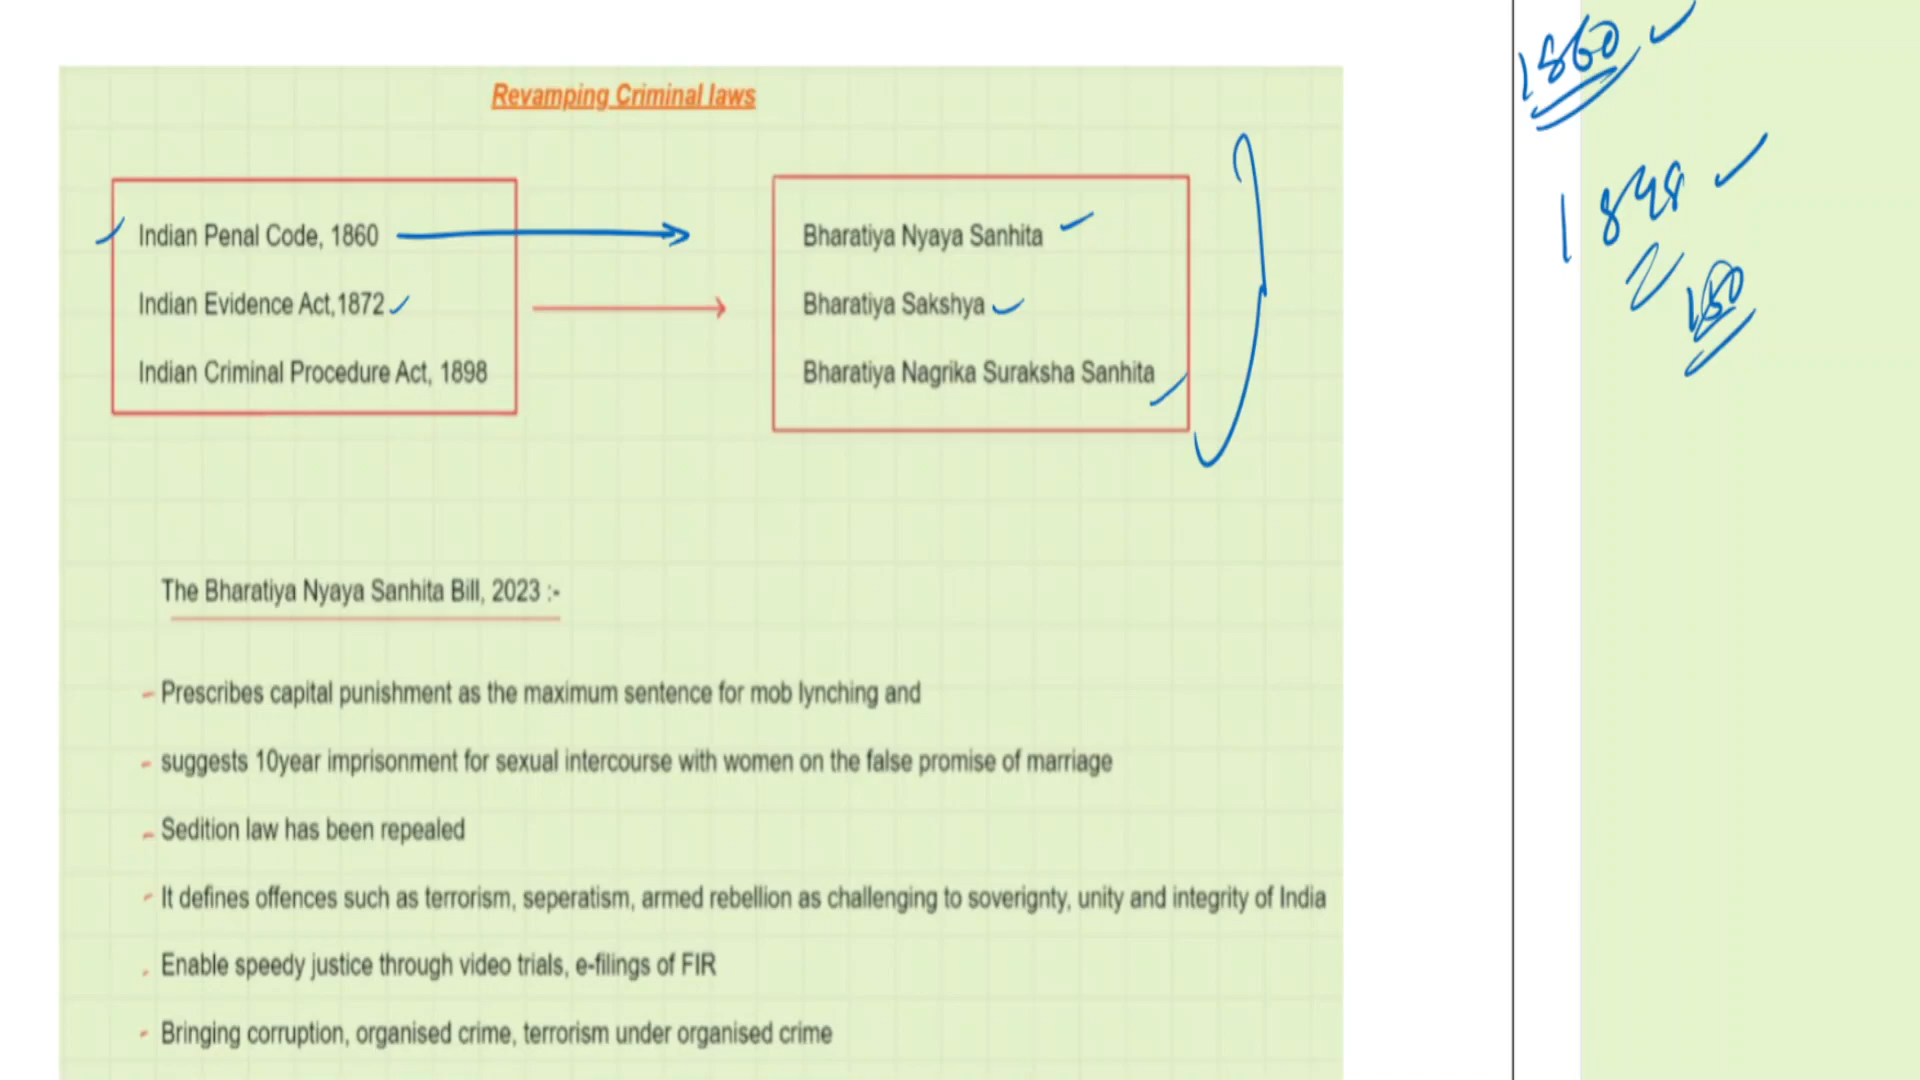 Revamping Criminal laws
Indian Penal Code, 1860
Indian Evidence Act,1872
Indian Criminal Procedure Act, 1898
Bharatiya Nyaya Sanhita
Bharatiya Sakshya
Bharatiya Nagrika Suraksha Sanhita
The Bharatiya Nyaya Sanhita Bill, 2023 :-
- Prescribes capital punishment as the maximum sentence for mob lynching and
- suggests 10year imprisonment for sexual intercourse with women on the false promise of marriage
- Sedition law has been repealed
- It defines offences such as terrorism, seperatism, armed rebellion as challenging to soverignty, unity and integrity of India
Enable speedy justice through video trials, e-filings of FIR
- Bringing corruption, organised crime, terrorism under organised crime
1860
1898
150